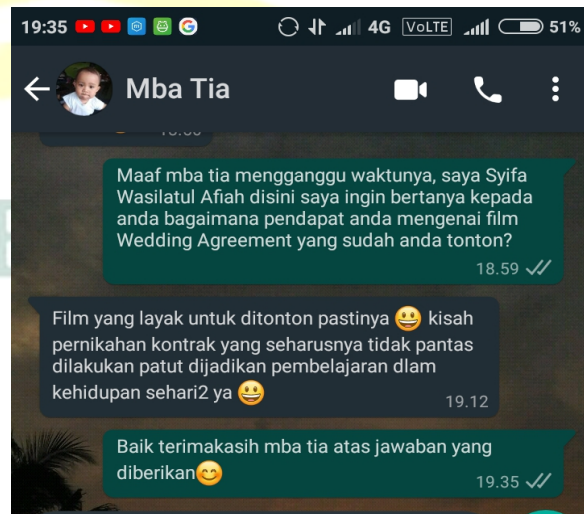 19:35 4G VoLTE 51%
Mba Tia
Maaf mba tia mengganggu waktunya, saya Syifa
Wasilatul Afiah disini saya ingin bertanya kepada
anda bagaimana pendapat anda mengenai film
Wedding Agreement yang sudah anda tonton?
18.59
Film yang layak untuk ditonton pastinya 😃 kisah
pernikahan kontrak yang seharusnya tidak pantas
dilakukan patut dijadikan pembelajaran dlam
kehidupan sehari2 ya 😃
19.12
Baik terimakasih mba tia atas jawaban yang
diberikan😊
19.35